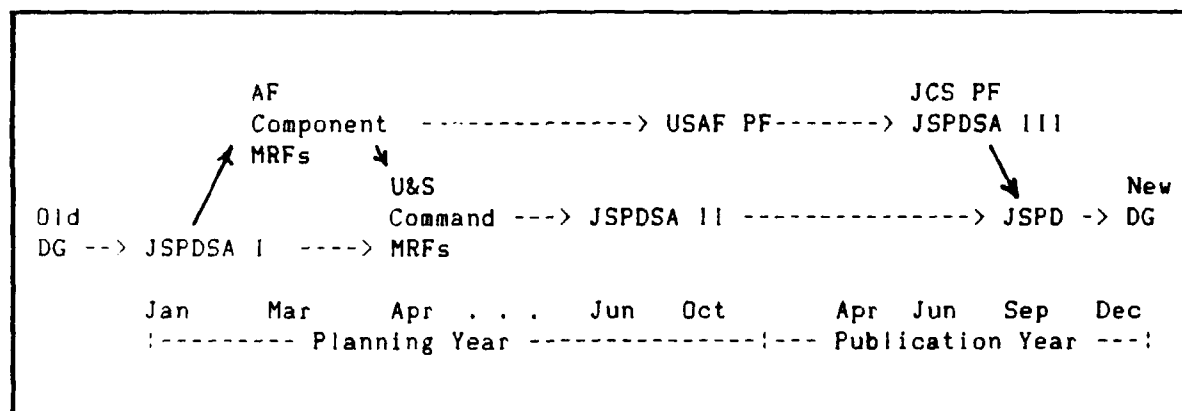 AF JCS PF
Component -------------> USAF PF-------> JSPDSA III
MRFs
U&S New
Old Command ---> JSPDSA II --------------> JSPD -> DG
DG --> JSPDSA I ----> MRFs
Jan Mar Apr . . . Jun Oct Apr Jun Sep Dec
|--------- Planning Year ---------------|--- Publication Year ---|